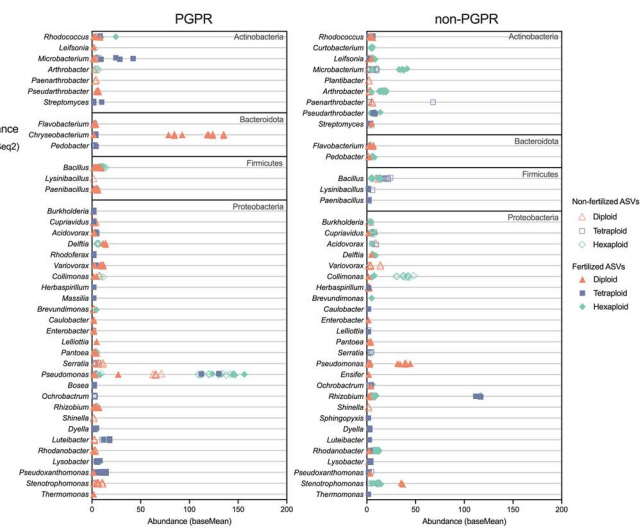 PGPR
Actinobacteria
Rhodococcus
Leifsonia
Microbacterium
Arthrobacter
Paenarthrobacter
Pseudarthrobacter
Streptomyces
Bacteroidota
Flavobacterium
Chryseobacterium
Pedobacter
Firmicutes
Bacillus
Lysinibacillus
Paenibacillus
Proteobacteria
Burkholderia
Cupriavidus
Acidovorax
Delftia
Rhodoferax
Variovorax
Collimonas
Herbaspirillum
Massilia
Brevundimonas
Caulobacter
Enterobacter
Lelliottia
Pantoea
Serratia
Pseudomonas
Bosea
Ochrobactrum
Rhizobium
Shinella
Dyella
Luteibacter
Rhodanobacter
Lysobacter
Pseudoxanthomonas
Stenotrophomonas
Thermomonas
0 50 100 150 200
Abundance (baseMean)
non-PGPR
Actinobacteria
Rhodococcus
Curtobacterium
Leifsonia
Microbacterium
Plantibacter
Arthrobacter
Paenarthrobacter
Pseudarthrobacter
Streptomyces
Bacteroidota
Flavobacterium
Pedobacter
Firmicutes
Bacillus
Lysinibacillus
Paenibacillus
Proteobacteria
Burkholderia
Cupriavidus
Acidovorax
Delftia
Variovorax
Collimonas
Herbaspirillum
Brevundimonas
Caulobacter
Enterobacter
Lelliottia
Pantoea
Serratia
Pseudomonas
Ensifer
Ochrobactrum
Rhizobium
Shinella
Sphingopyxis
Dyella
Luteibacter
Rhodanobacter
Lysobacter
Pseudoxanthomonas
Stenotrophomonas
Thermomonas
0 50 100 150 200
Abundance (baseMean)
Non-fertilized ASVs
Diploid
Tetraploid
Hexaploid
Fertilized ASVs
Diploid
Tetraploid
Hexaploid
ance
Seq2)